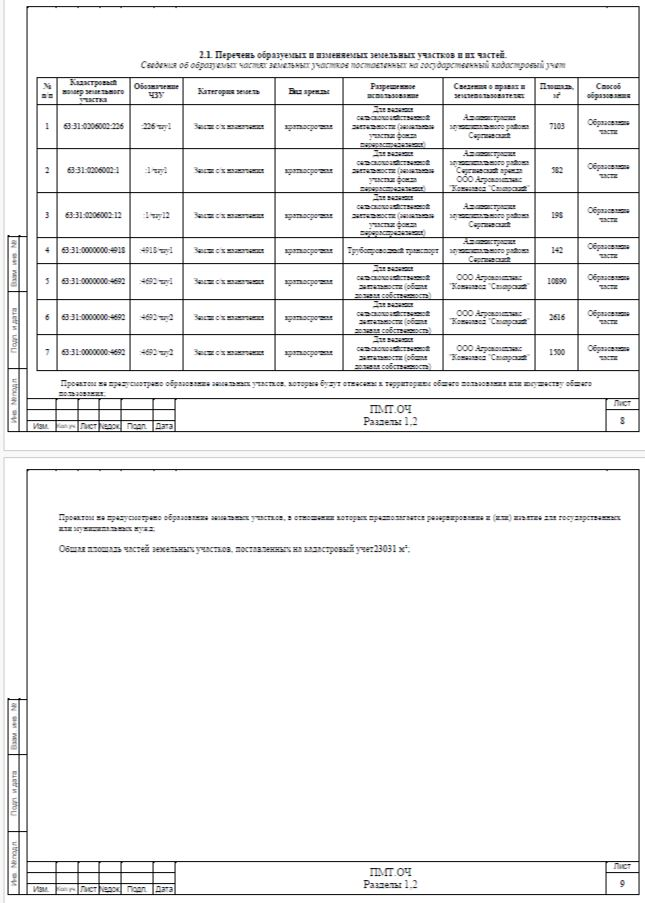 2.1. Перечень образуемых и изменяемых земельных участков и их частей.
Сведения об образуемых частях земельных участков поставленных на государственный кадастровый учет
№ п/п Кадастровый номер земельного участка Обозначение ЧЗУ Категория земель Вид аренды Разрешенное использование Сведения о правах и землепользователях Площадь, м² Способ образования
1 63:31:0206002:226 :226/чзу1 Земли с/х назначения краткосрочная Для ведения сельскохозяйственной деятельности (земельные участки фонда перераспределения) Администрация муниципального района Сергиевский 7103 Образование части
2 63:31:0206002:1 :1/чзу1 Земли с/х назначения краткосрочная Для ведения сельскохозяйственной деятельности (земельные участки фонда перераспределения) Администрация муниципального района Сергиевский аренда ООО Агрокомплекс "Конезавод "Самарский" 582 Образование части
3 63:31:0206002:12 :1/чзу12 Земли с/х назначения краткосрочная Для ведения сельскохозяйственной деятельности (земельные участки фонда перераспределения) Администрация муниципального района Сергиевский 198 Образование части
4 63:31:0000000:4918 :4918/чзу1 Земли с/х назначения краткосрочная Трубопроводный транспорт Администрация муниципального района Сергиевский 142 Образование части
5 63:31:0000000:4692 :4692/чзу1 Земли с/х назначения краткосрочная Для ведения сельскохозяйственной деятельности (общая долевая собственность) ООО Агрокомплекс "Конезавод "Самарский" 10890 Образование части
6 63:31:0000000:4692 :4692/чзу2 Земли с/х назначения краткосрочная Для ведения сельскохозяйственной деятельности (общая долевая собственность) ООО Агрокомплекс "Конезавод "Самарский" 2616 Образование части
7 63:31:0000000:4692 :4692/чзу2 Земли с/х назначения краткосрочная Для ведения сельскохозяйственной деятельности (общая долевая собственность) ООО Агрокомплекс "Конезавод "Самарский" 1500 Образование части
Проектом не предусмотрено образование земельных участков, которые будут отнесены к территориям общего пользования или имуществу общего
пользования;
Взам. инв. №
Подп. и дата
Инв. № подл.
Изм. Кол.уч. Лист №док. Подп. Дата
ПМТ.ОЧ
Разделы 1,2
Лист
8
Проектом не предусмотрено образование земельных участков, в отношении которых предполагается резервирование и (или) изъятие для государственных
или муниципальных нужд;
Общая площадь частей земельных участков, поставленных на кадастровый учет23031 м²;
Взам. инв. №
Подп. и дата
Инв. № подл.
Изм. Кол.уч. Лист №док. Подп. Дата
ПМТ.ОЧ
Разделы 1,2
Лист
9